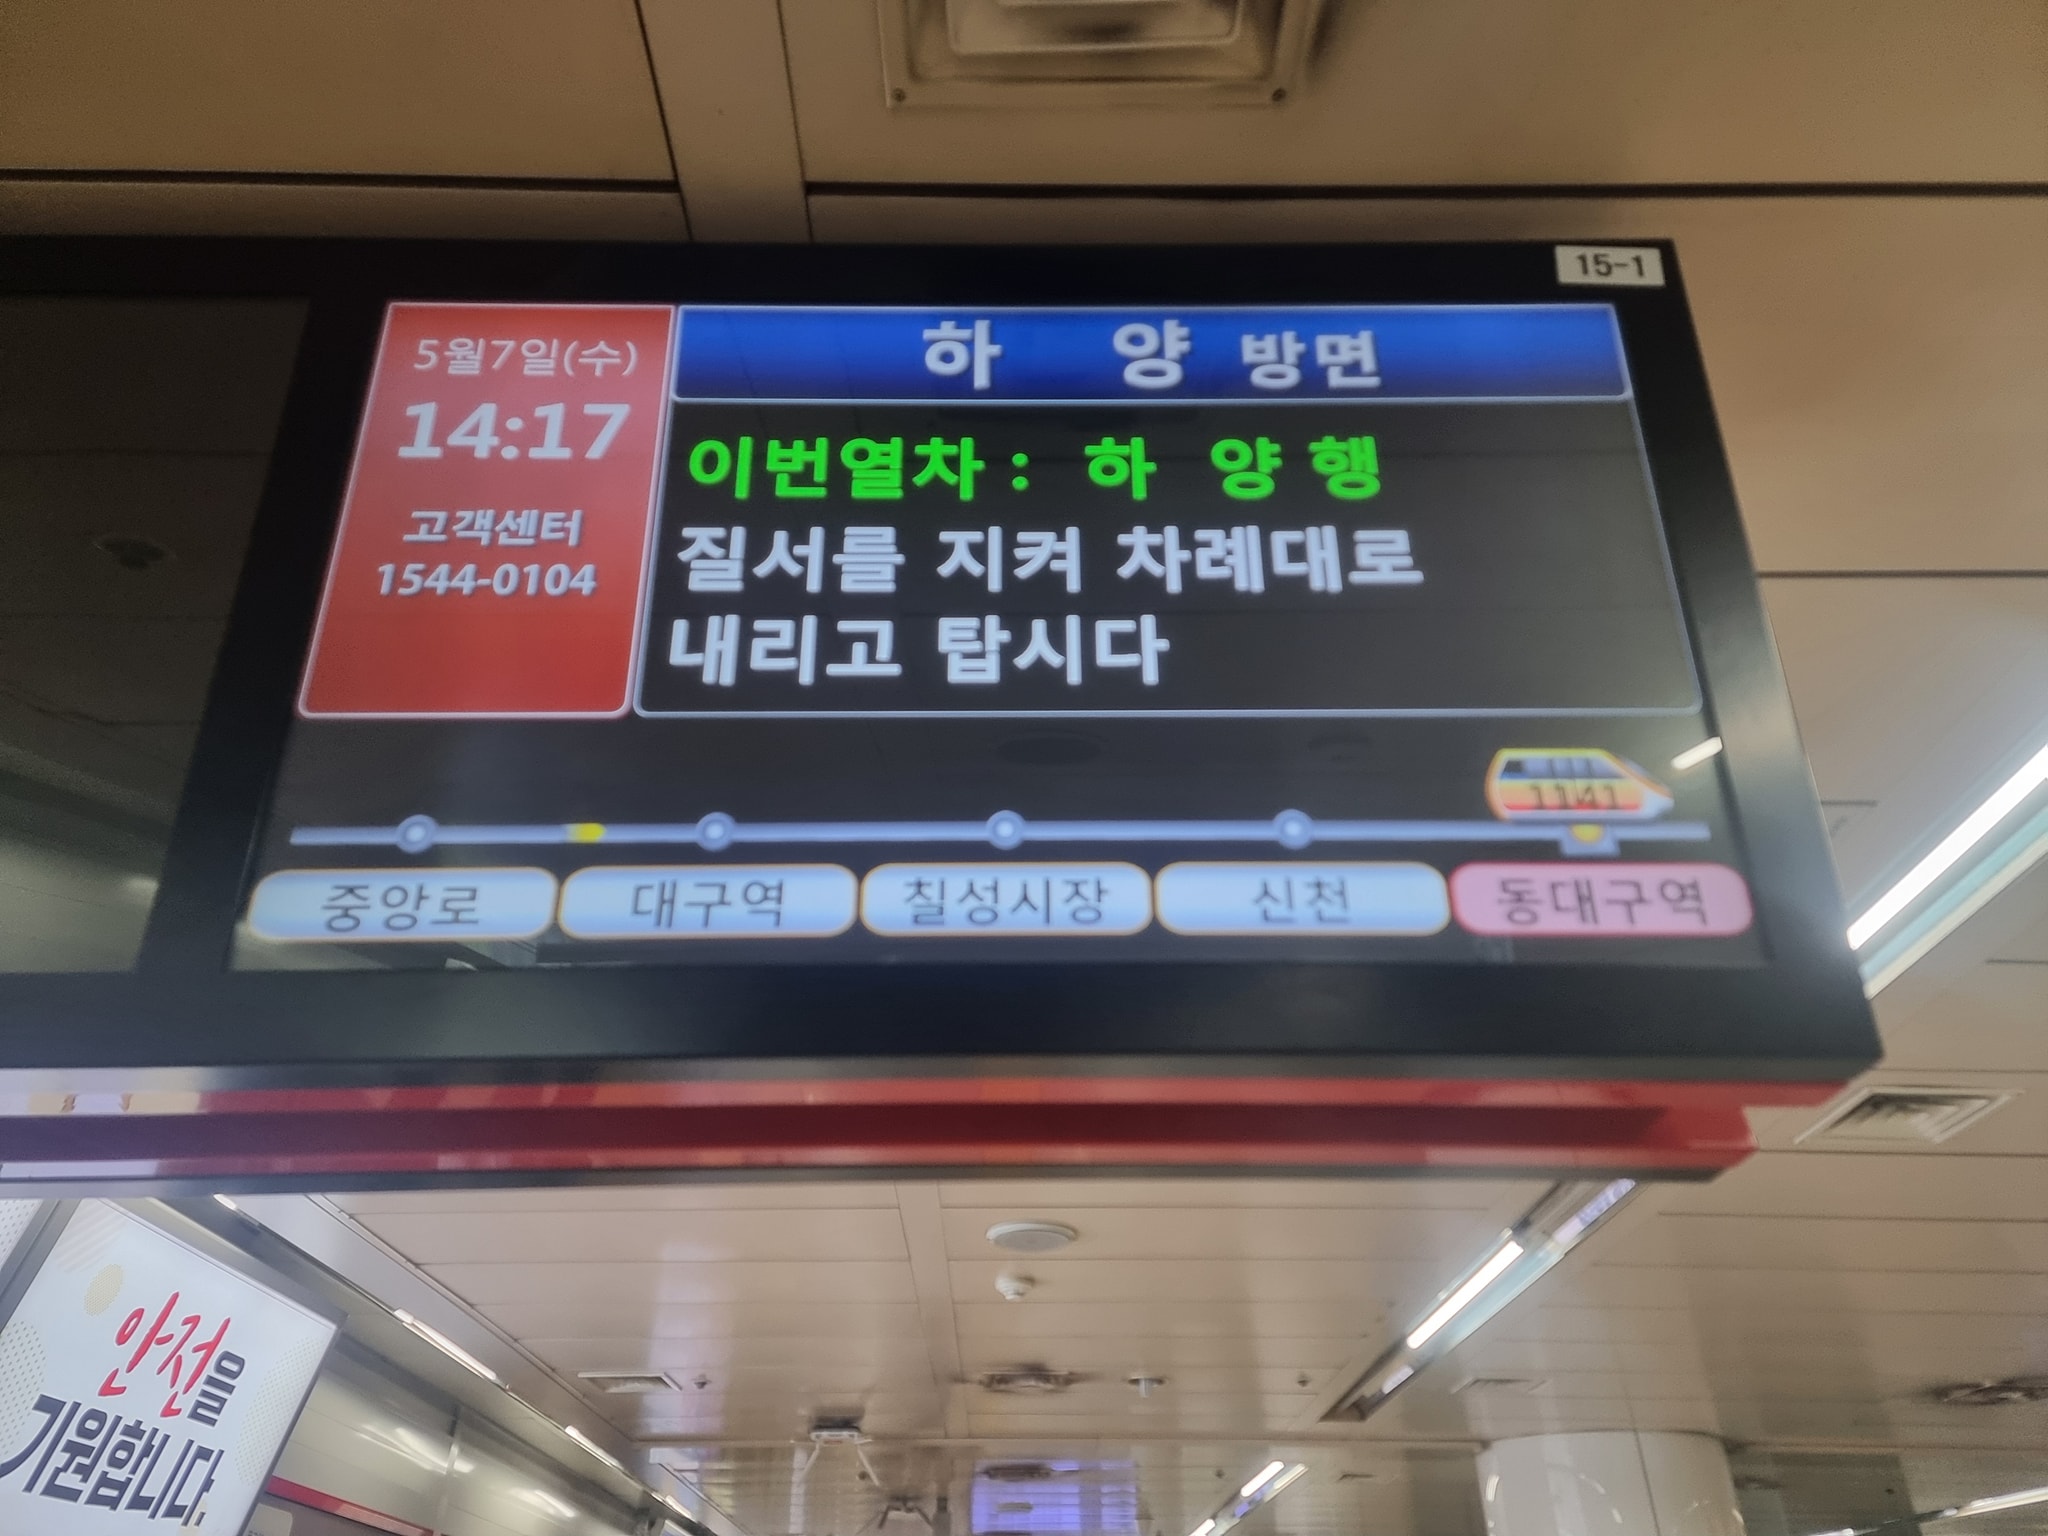 15-1
5월7일(수)
14:17
고객센터
1544-0104
하 양 방면
이번열차 : 하 양 행
질서를 지켜 차례대로
내리고 탑시다
1141
중앙로 대구역 칠성시장 신천 동대구역
안전을
기원합니다.